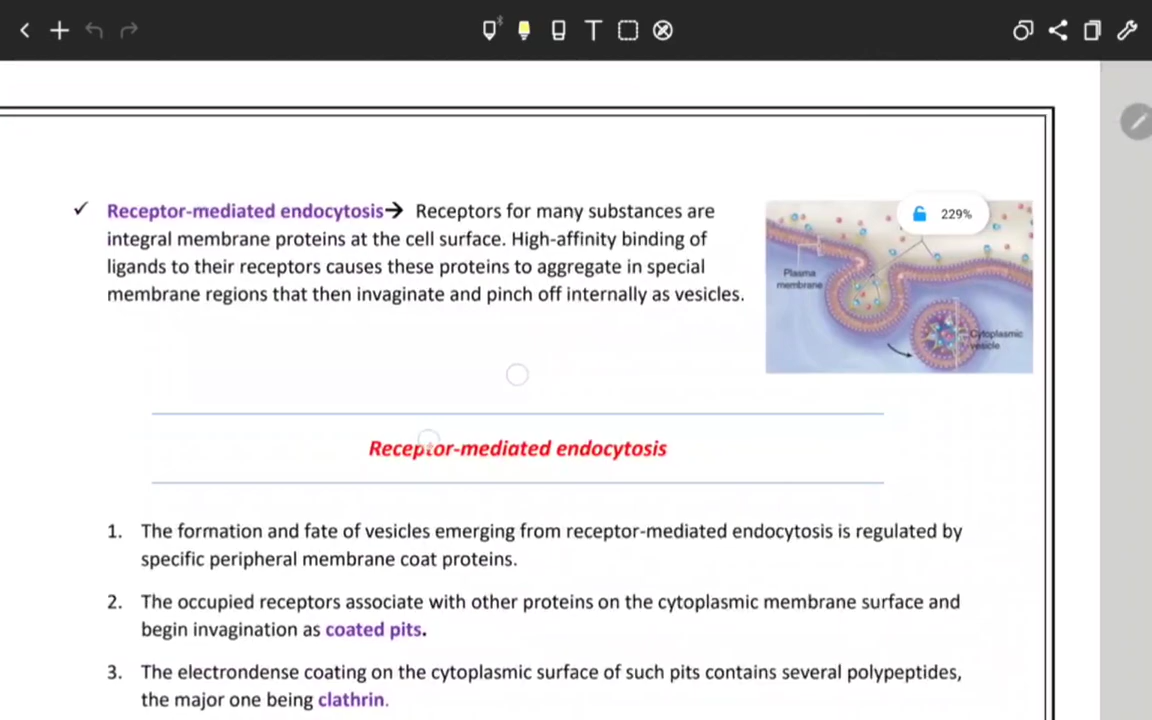 229%
✓ Receptor-mediated endocytosis→ Receptors for many substances are
integral membrane proteins at the cell surface. High-affinity binding of
ligands to their receptors causes these proteins to aggregate in special
membrane regions that then invaginate and pinch off internally as vesicles.
Plasma
membrane
Cytoplasmic
vesicle
Receptor-mediated endocytosis
1. The formation and fate of vesicles emerging from receptor-mediated endocytosis is regulated by
specific peripheral membrane coat proteins.
2. The occupied receptors associate with other proteins on the cytoplasmic membrane surface and
begin invagination as coated pits.
3. The electrondense coating on the cytoplasmic surface of such pits contains several polypeptides,
the major one being clathrin.